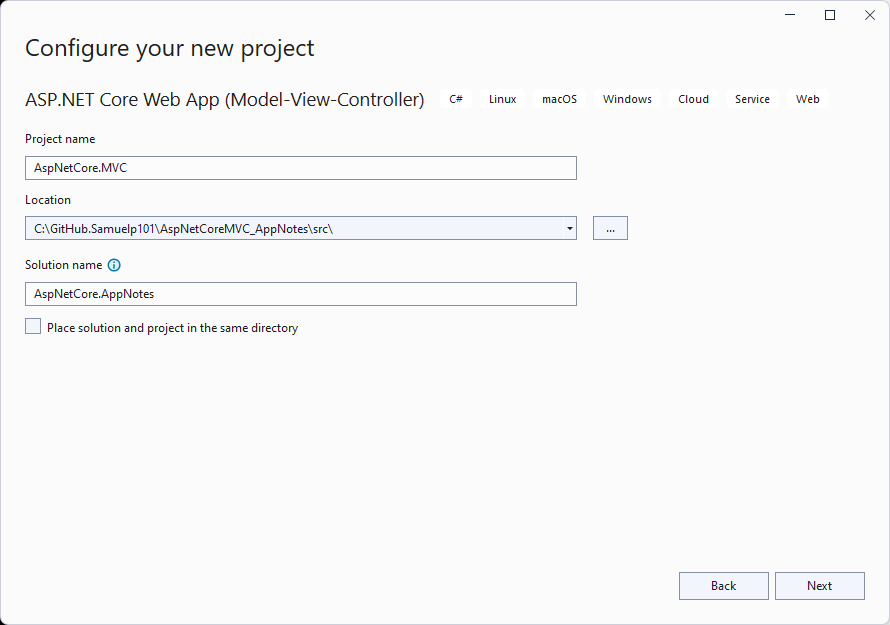 Configure your new project
ASP.NET Core Web App (Model-View-Controller) C# Linux macOS Windows Cloud Service Web
Project name
AspNetCore.MVC
Location
C:\GitHub.Samuelp101\AspNetCoreMVC_AppNotes\src\
...
Solution name
AspNetCore.AppNotes
Place solution and project in the same directory
Back Next